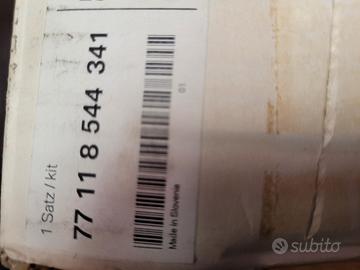 1 Satz / kit
77 11 8 544 341
01
Made in Slovenia
subito